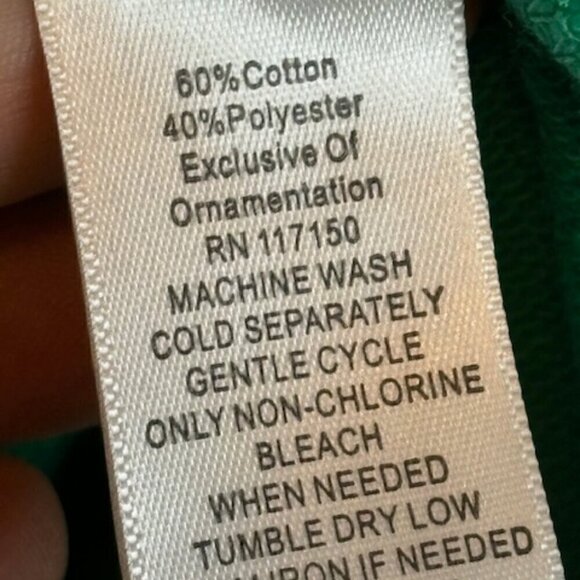 60%Cotton
40%Polyester
Exclusive Of
Ornamentation
RN 117150
MACHINE WASH
COLD SEPARATELY
GENTLE CYCLE
ONLY NON-CHLORINE
BLEACH
WHEN NEEDED
TUMBLE DRY LOW
IRON IF NEEDED